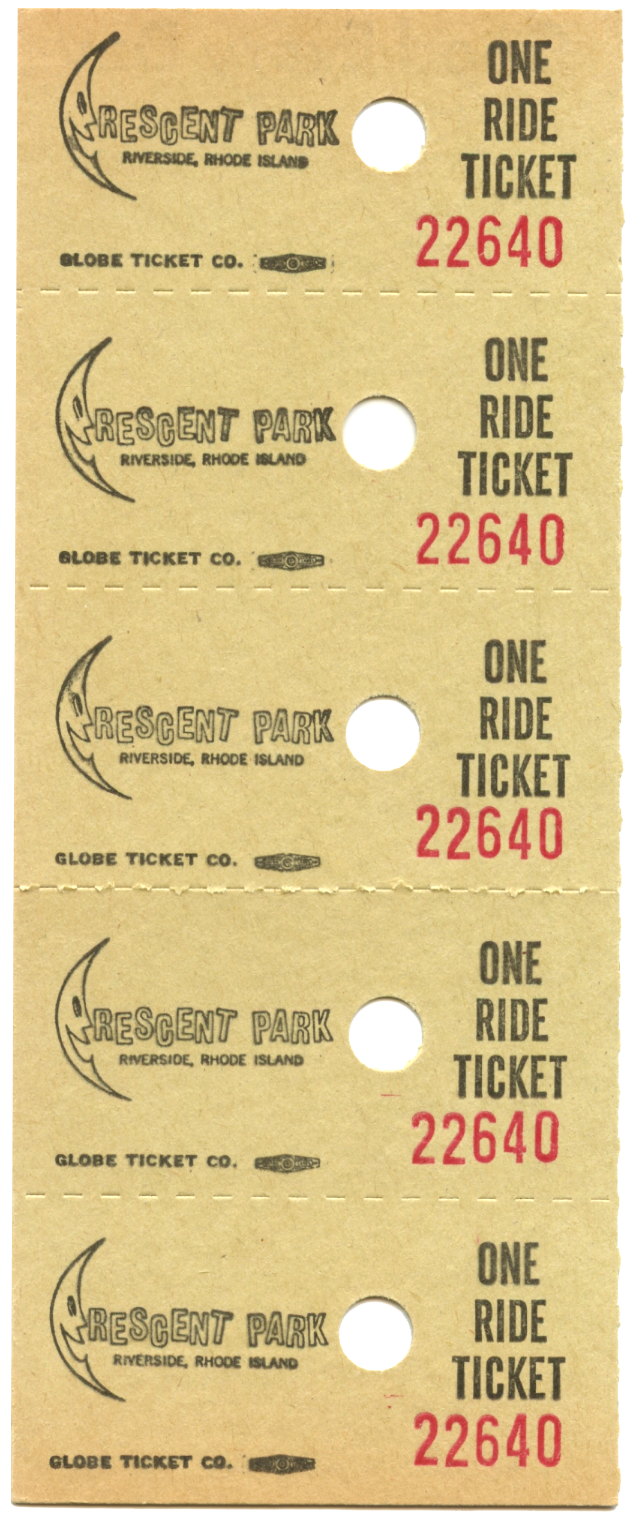 CRESCENT PARK
RIVERSIDE, RHODE ISLAND
GLOBE TICKET CO.
ONE
RIDE
TICKET
22640
CRESCENT PARK
RIVERSIDE, RHODE ISLAND
GLOBE TICKET CO.
ONE
RIDE
TICKET
22640
CRESCENT PARK
RIVERSIDE, RHODE ISLAND
GLOBE TICKET CO.
ONE
RIDE
TICKET
22640
CRESCENT PARK
RIVERSIDE, RHODE ISLAND
GLOBE TICKET CO.
ONE
RIDE
TICKET
22640
CRESCENT PARK
RIVERSIDE, RHODE ISLAND
GLOBE TICKET CO.
ONE
RIDE
TICKET
22640